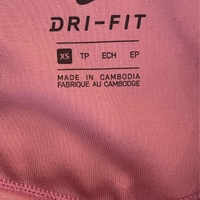 DRI-FIT
XS TP ECH EP
MADE IN CAMBODIA
FABRIQUE AU CAMBODGE